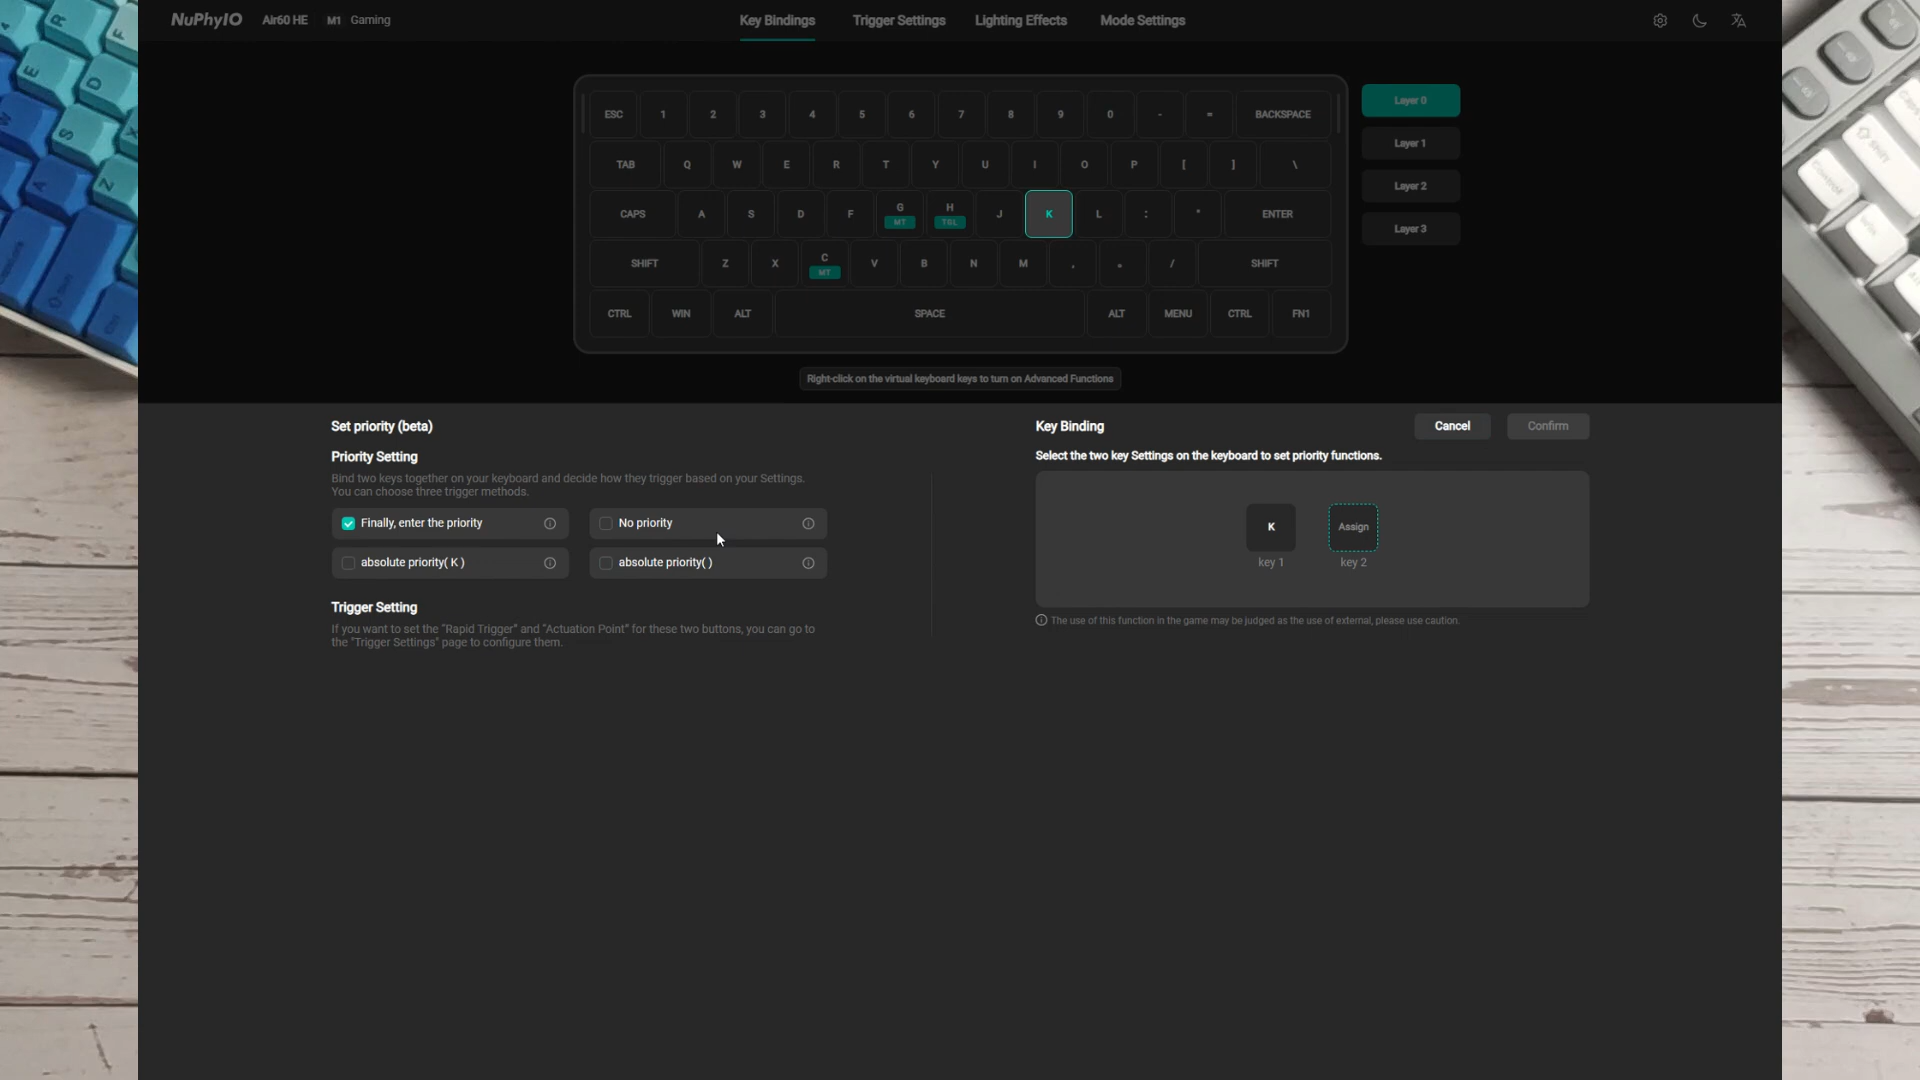 NuPhyIO Air60 HE M1 Gaming Key Bindings Trigger Settings Lighting Effects Mode Settings
ESC 1 2 3 4 5 6 7 8 9 0 - = BACKSPACE
Layer 0
TAB Q W E R T Y U I O P [ ] \
Layer 1
Layer 2
CAPS A S D F G H J K L : " ENTER
MT TGL
Layer 3
SHIFT Z X C V B N M , . / SHIFT
MT
CTRL WIN ALT SPACE ALT MENU CTRL FN1
Right-click on the virtual keyboard keys to turn on Advanced Functions
Set priority (beta)
Priority Setting
Bind two keys together on your keyboard and decide how they trigger based on your Settings.
You can choose three trigger methods.
Finally, enter the priority
No priority
absolute priority( K )
absolute priority( )
Trigger Setting
If you want to set the "Rapid Trigger" and "Actuation Point" for these two buttons, you can go to
the "Trigger Settings" page to configure them.
Key Binding
Cancel
Confirm
Select the two key Settings on the keyboard to set priority functions.
K
Assign
key 1
key 2
The use of this function in the game may be judged as the use of external, please use caution.
R
F
E
D
W
S
X
A
Z
Shift
Ctrl
Shift
Control